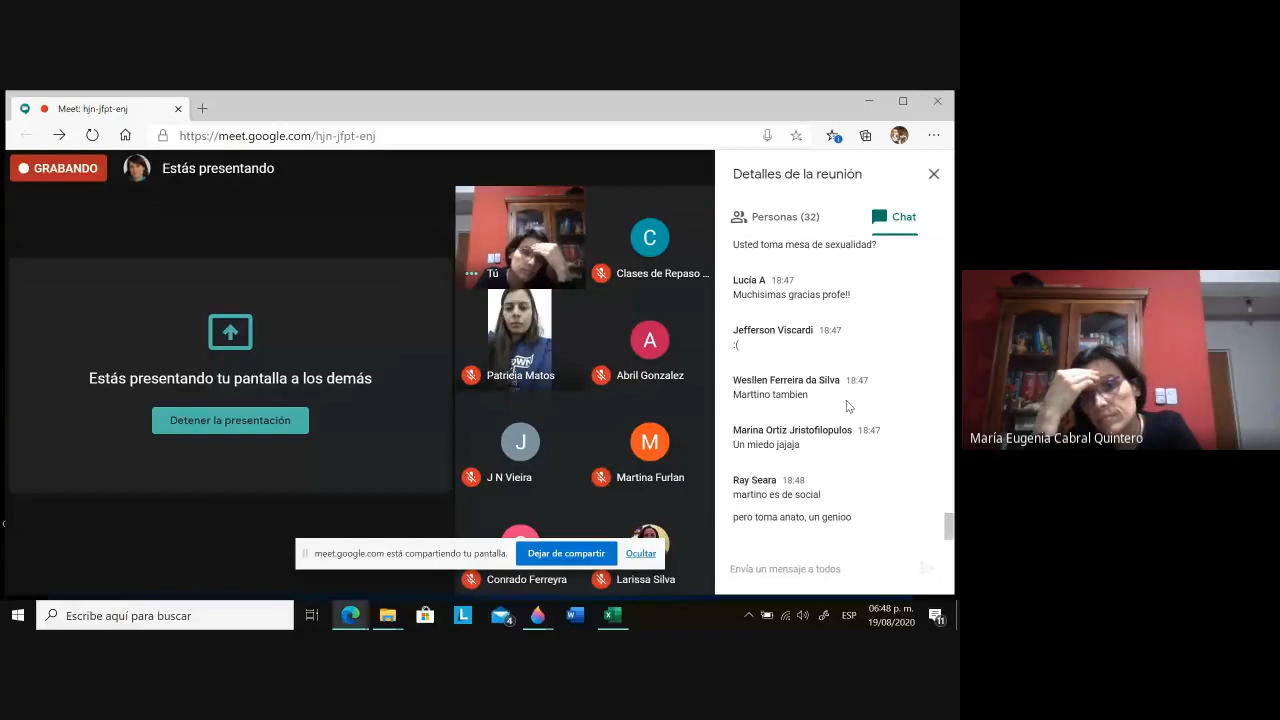 Meet: hjn-jfpt-enj
https://meet.google.com/hjn-jfpt-enj
GRABANDO
Estás presentando
Estás presentando tu pantalla a los demás
Detener la presentación
Tú
Clases de Repaso ...
Patricia Matos
A
Abril Gonzalez
C
J
J N Vieira
M
Martina Furlan
Conrado Ferreyra
Larissa Silva
meet.google.com está compartiendo tu pantalla.
Dejar de compartir
Ocultar
Detalles de la reunión
Personas (32)
Chat
Usted toma mesa de sexualidad?
Lucía A 18:47
Muchisimas gracias profe!!
Jefferson Viscardi 18:47
:(
Wesllen Ferreira da Silva 18:47
Marttino tambien
Marina Ortiz Jristofilopulos 18:47
Un miedo jajaja
Ray Seara 18:48
martino es de social
pero toma anato, un genioo
Envía un mensaje a todos
María Eugenia Cabral Quintero
Escribe aquí para buscar
L
4
ESP
06:48 p. m.
19/08/2020
11